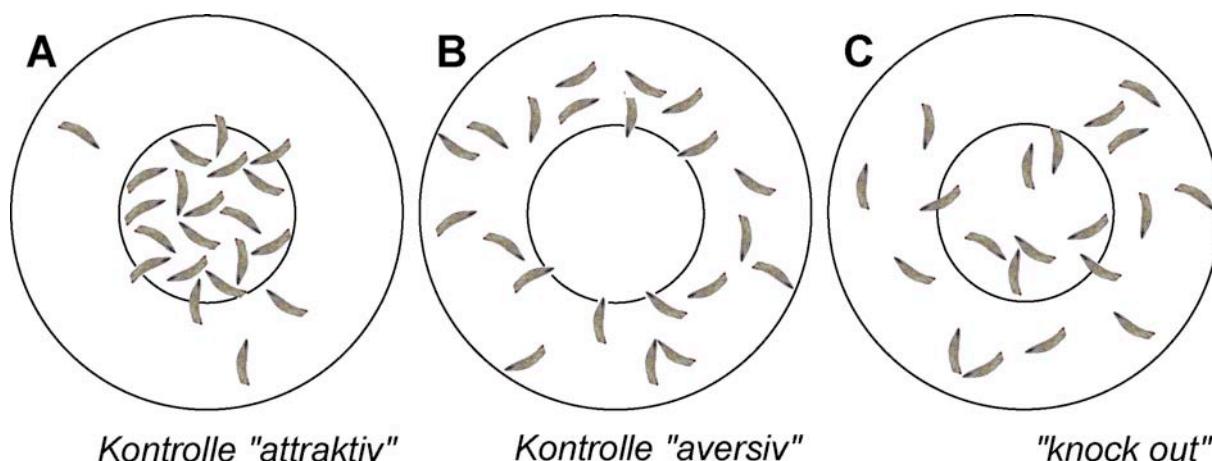 A
B
C
Kontrolle "attraktiv"
Kontrolle "aversiv"
"knock out"